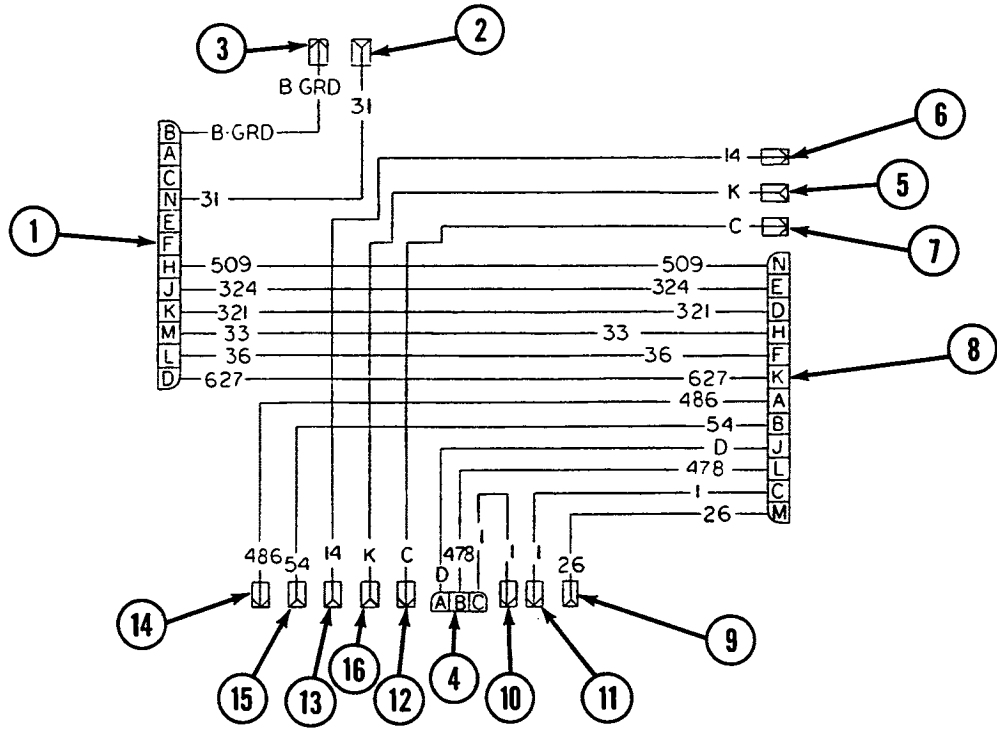 3
2
B GRD
31
6
B
B·GRD
14
A
5
C
K
N
31
E
C
1
F
7
H
509
509
N
J
324
324
E
K
321
321
D
M
33
33
H
L
36
36
F
8
D
627
627
K
486
A
54
B
D
J
478
L
1
C
26
M
486
54
14
K
C
D
478
1
1
1
26
A
B
C
14
15
13
16
12
4
10
11
9